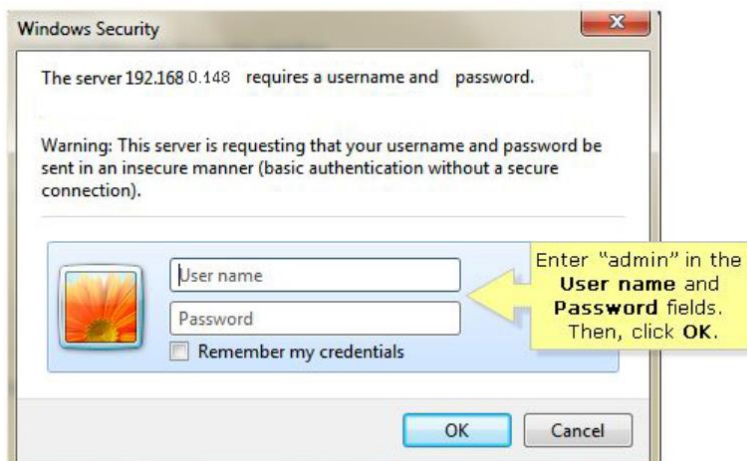 Windows Security
The server 192.168 0.148 requires a username and password.
Warning: This server is requesting that your username and password be
sent in an insecure manner (basic authentication without a secure
connection).
User name
Password
Remember my credentials
Enter "admin" in the
User name and
Password fields.
Then, click OK.
OK
Cancel